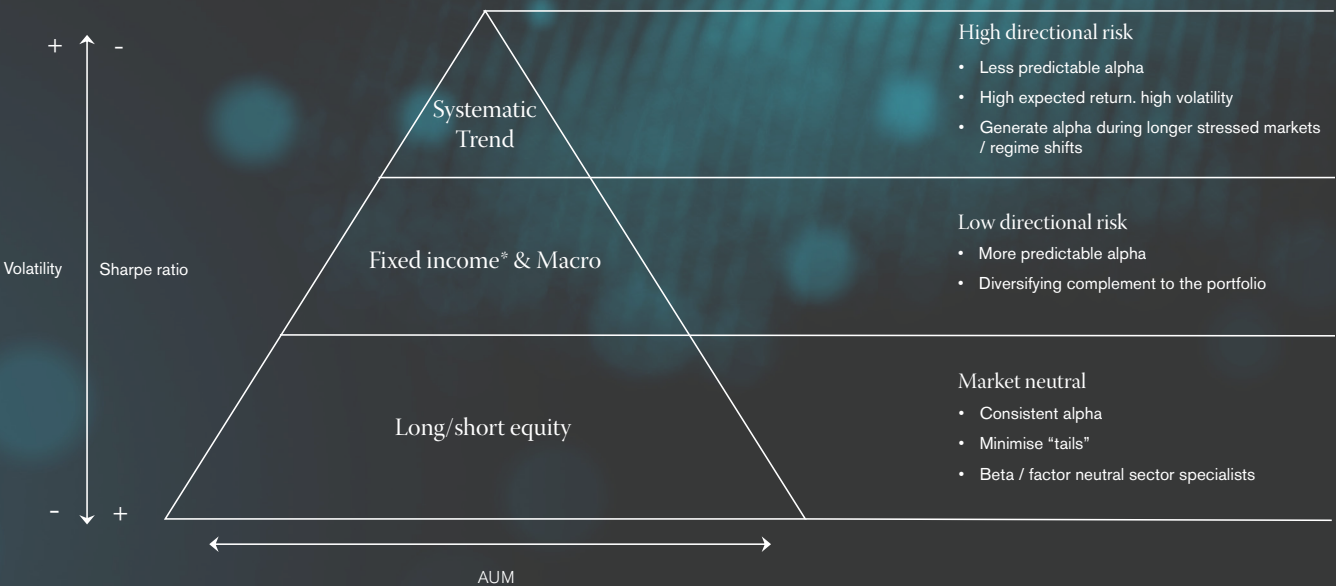 + -
Systematic
Trend
High directional risk
• Less predictable alpha
• High expected return. high volatility
• Generate alpha during longer stressed markets
/ regime shifts
Volatility
Sharpe ratio
Fixed income* & Macro
Low directional risk
• More predictable alpha
• Diversifying complement to the portfolio
Long/short equity
Market neutral
• Consistent alpha
• Minimise “tails”
• Beta / factor neutral sector specialists
- +
AUM